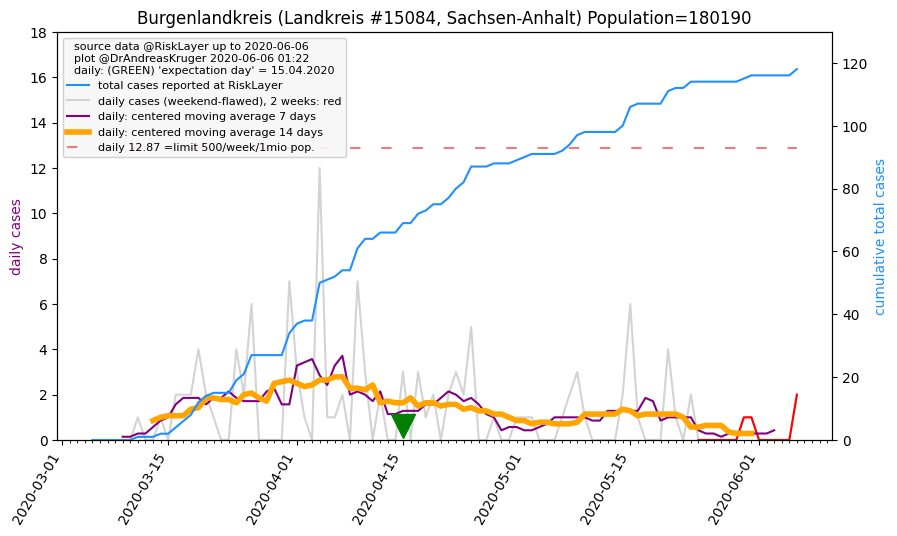 Burgenlandkreis (Landkreis #15084, Sachsen-Anhalt) Population=180190
source data @RiskLayer up to 2020-06-06
plot @DrAndreasKruger 2020-06-06 01:22
daily: (GREEN) 'expectation day' = 15.04.2020
total cases reported at RiskLayer
daily cases (weekend-flawed), 2 weeks: red
daily: centered moving average 7 days
daily: centered moving average 14 days
daily 12.87 =limit 500/week/1mio pop.
daily cases
18
16
14
12
10
8
6
4
2
0
120
100
80
60
40
20
0
cumulative total cases
2020-03-01
2020-03-15
2020-04-01
2020-04-15
2020-05-01
2020-05-15
2020-06-01